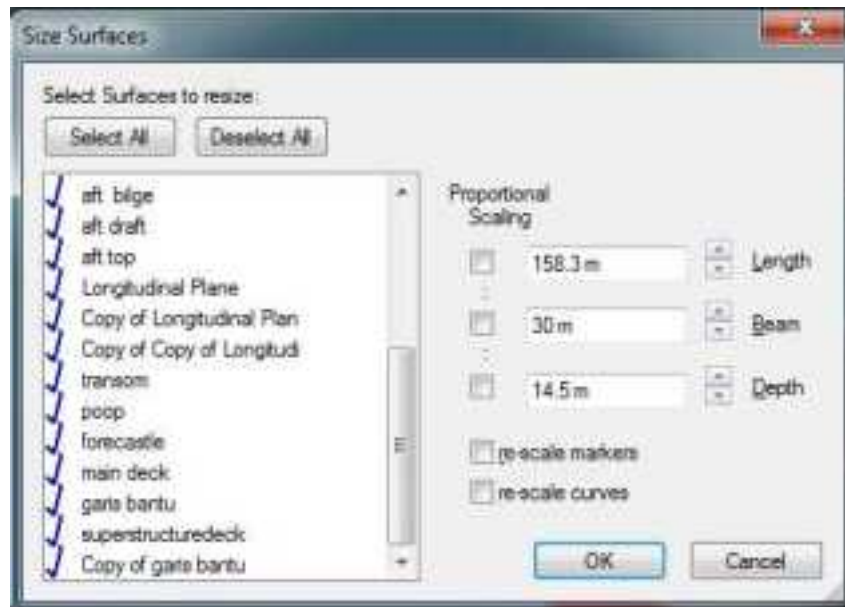 Size Surfaces
Select Surfaces to resize:
Select All
Deselect All
aft bilge
aft draft
aft top
Longitudinal Plane
Copy of Longitudinal Plan
Copy of Copy of Longitudi
transom
poop
forecastle
main deck
garis bantu
superstructuredeck
Copy of garis bantu
Proportional
Scaling
158.3 m
Length
30 m
Beam
14.5 m
Depth
re-scale markers
re-scale curves
OK
Cancel